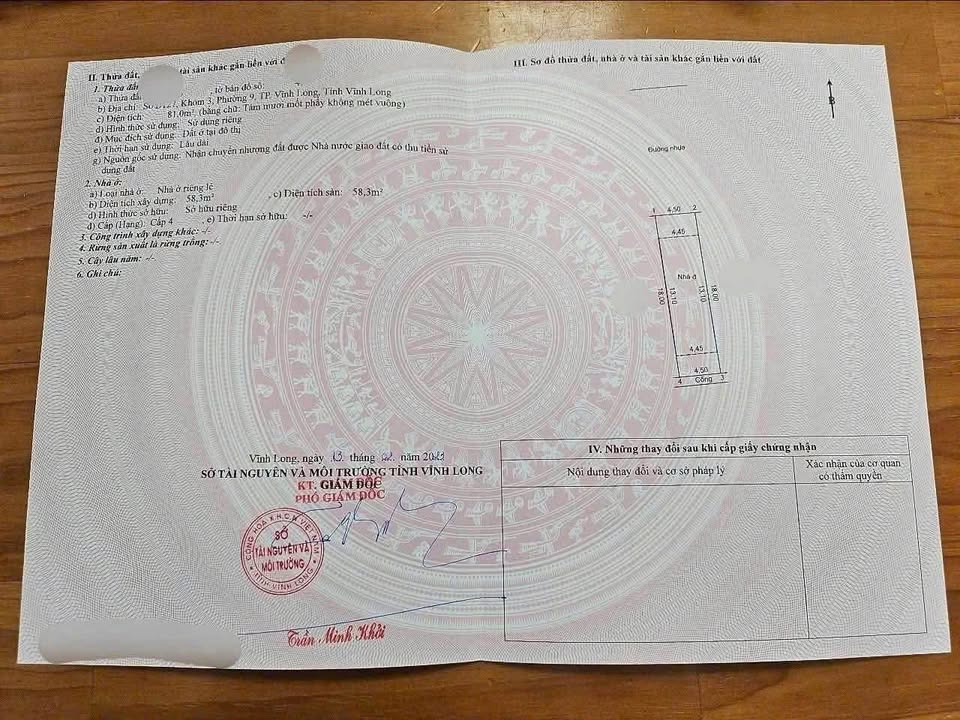 II. Thửa đất, tài sản khác gắn liền với đ
1. Thửa đất
a) Thửa đất , tờ bản đồ số:
b) Địa chỉ: Khóm 3, Phường 9, TP. Vĩnh Long, Tỉnh Vĩnh Long
c) Diện tích: 81,0m², (bằng chữ: Tám mươi mốt phẩy không mét vuông)
d) Hình thức sử dụng: Sử dụng riêng
đ) Mục đích sử dụng: Đất ở tại đô thị
e) Thời hạn sử dụng: Lâu dài
g) Nguồn gốc sử dụng: Nhận chuyển nhượng đất được Nhà nước giao đất có thu tiền sử
dụng đất
2. Nhà ở:
a) Loại nhà ở: Nhà ở riêng lẻ
b) Diện tích xây dựng: 58,3m² , c) Diện tích sàn: 58,3m²
d) Hình thức sở hữu: Sở hữu riêng
đ) Cấp (Hạng): Cấp 4 , e) Thời hạn sở hữu: -/-
3. Công trình xây dựng khác: -/-
4. Rừng sản xuất là rừng trồng: -/-
5. Cây lâu năm: -/-
6. Ghi chú:
Vĩnh Long, ngày 13 tháng năm 20
SỞ TÀI NGUYÊN VÀ MÔI TRƯỜNG TỈNH VĨNH LONG
KT. GIÁM ĐỐC
PHÓ GIÁM ĐỐC
CỘNG HÒA X.H.C.N VIỆT NAM
SỞ
TÀI NGUYÊN VÀ
MÔI TRƯỜNG
TỈNH VĨNH LONG
Trần Minh Khởi
III. Sơ đồ thửa đất, nhà ở và tài sản khác gắn liền với đất
B
Đường nhựa
1 4,50 2
4,45
Nhà ở
18,00 13,10 13,10 18,00
4,45
4,50
4 Cống 3
IV. Những thay đổi sau khi cấp giấy chứng nhận
Nội dung thay đổi và cơ sở pháp lý
Xác nhận của cơ quan
có thẩm quyền